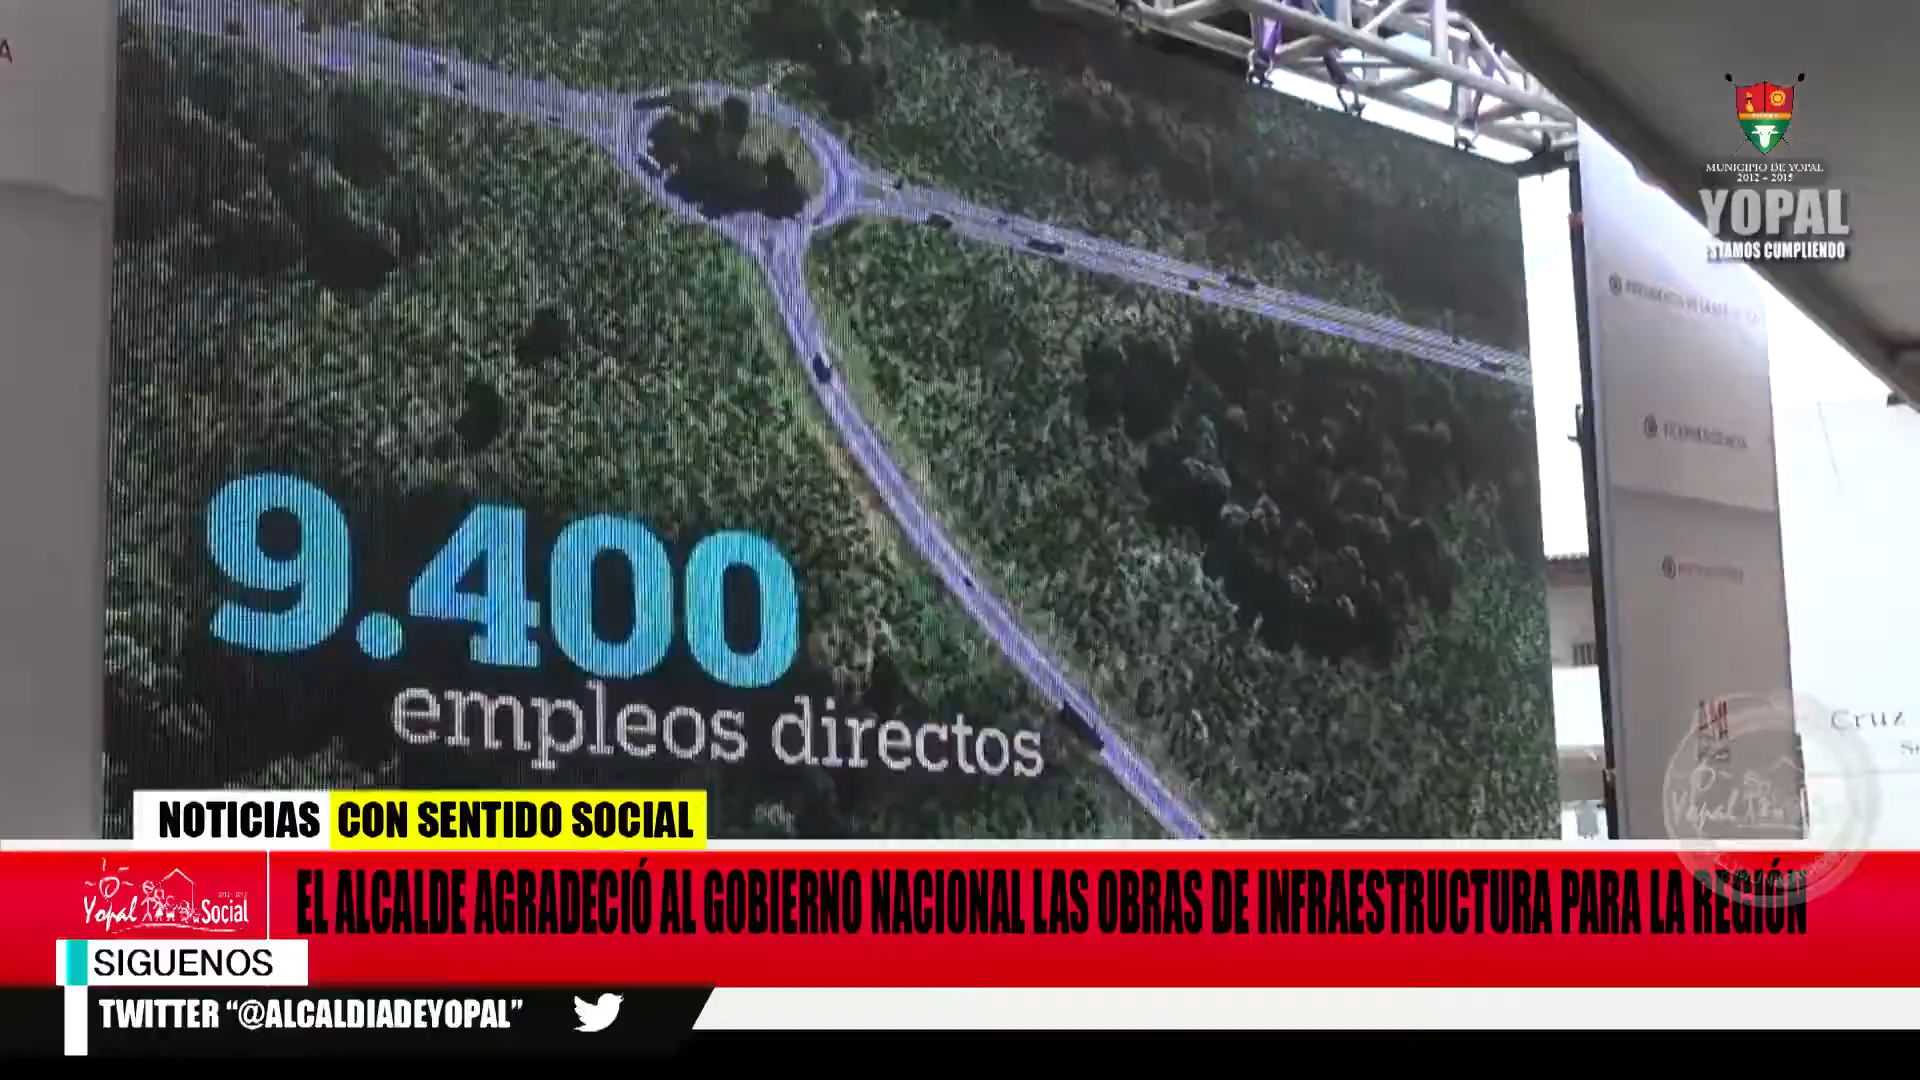 A
MUNICIPIO DE YOPAL
2012 - 2015
YOPAL
ESTAMOS CUMPLIENDO
9.400
empleos directos
Cruz
NOTICIAS CON SENTIDO SOCIAL
Yopal Social
EL ALCALDE AGRADECIÓ AL GOBIERNO NACIONAL LAS OBRAS DE INFRAESTRUCTURA PARA LA REGIÓN
SIGUENOS
TWITTER “@ALCALDIADEYOPAL”